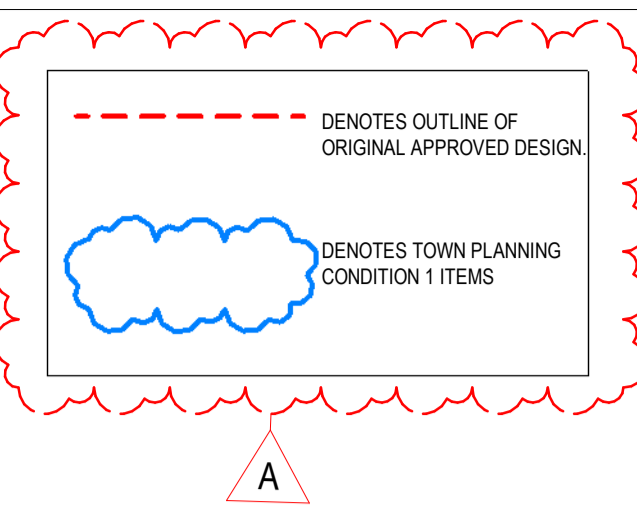 DENOTES OUTLINE OF
ORIGINAL APPROVED DESIGN.
DENOTES TOWN PLANNING
CONDITION 1 ITEMS
A